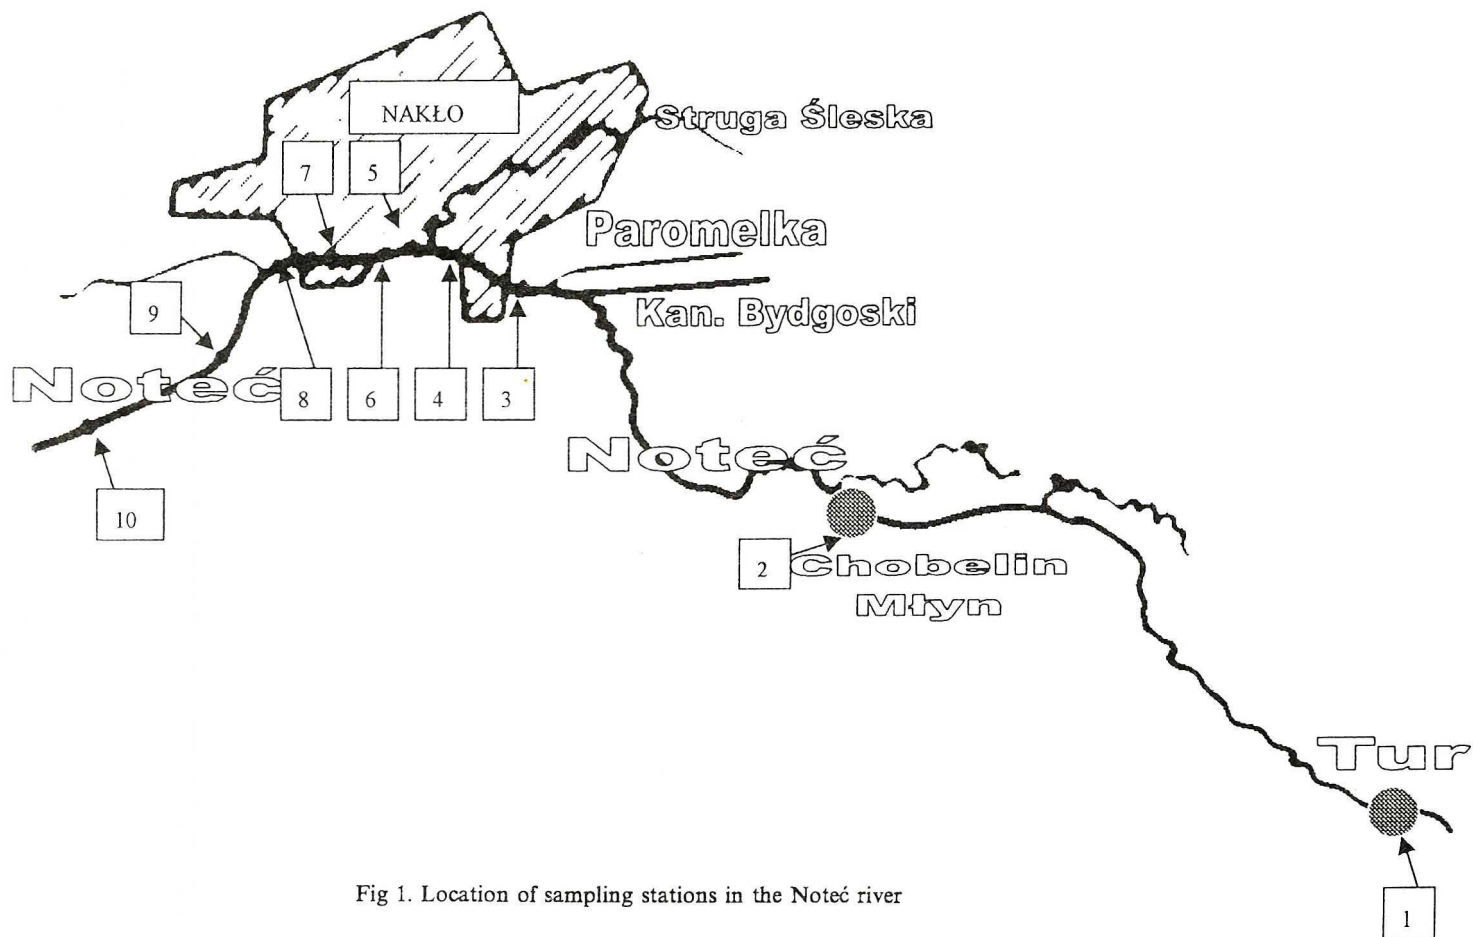 NAKŁO
Struga Śleska
7
5
Paromelka
9
Kan. Bydgoski
Noteć
8
6
4
3
Noteć
10
2
Chobelin
Młyn
Tur
1
Fig 1. Location of sampling stations in the Noteć river